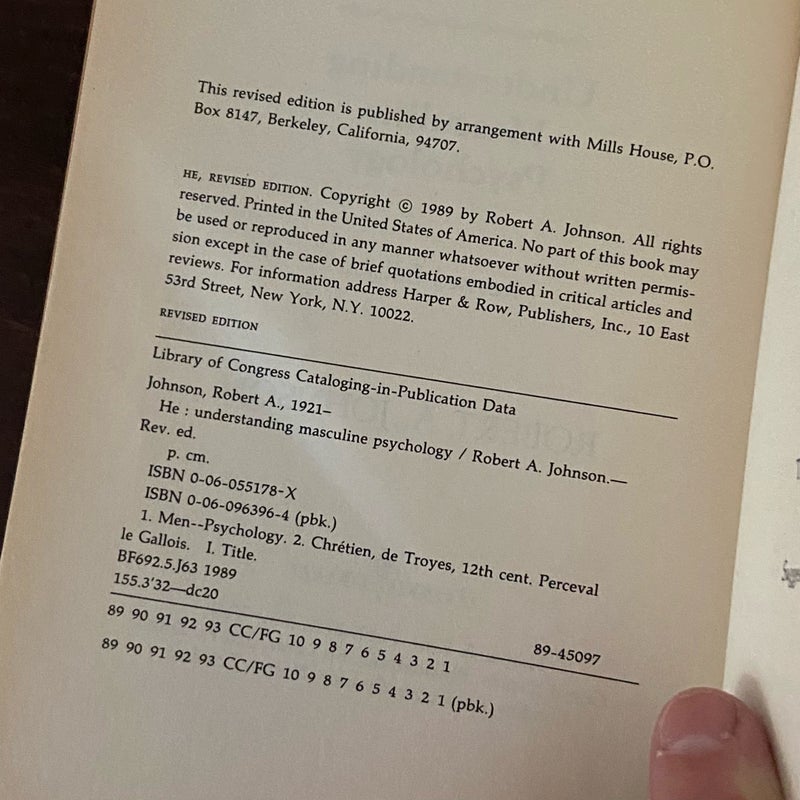 This revised edition is published by arrangement with Mills House, P.O.
Box 8147, Berkeley, California, 94707.
HE, REVISED EDITION. Copyright © 1989 by Robert A. Johnson. All rights
reserved. Printed in the United States of America. No part of this book may
be used or reproduced in any manner whatsoever without written permis-
sion except in the case of brief quotations embodied in critical articles and
reviews. For information address Harper & Row, Publishers, Inc., 10 East
53rd Street, New York, N.Y. 10022.
REVISED EDITION
Library of Congress Cataloging-in-Publication Data
Johnson, Robert A., 1921–
He : understanding masculine psychology / Robert A. Johnson.—
Rev. ed.
p. cm.
ISBN 0-06-055178-X
ISBN 0-06-096396-4 (pbk.)
1. Men--Psychology. 2. Chrétien, de Troyes, 12th cent. Perceval
le Gallois. I. Title.
BF692.5.J63 1989
155.3'32—dc20
89-45097
89 90 91 92 93 CC/FG 10 9 8 7 6 5 4 3 2 1
89 90 91 92 93 CC/FG 10 9 8 7 6 5 4 3 2 1 (pbk.)